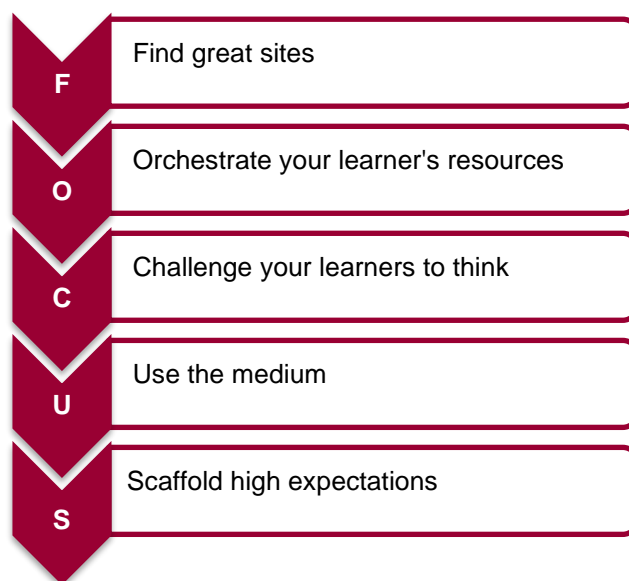 F
Find great sites
O
Orchestrate your learner's resources
C
Challenge your learners to think
U
Use the medium
S
Scaffold high expectations